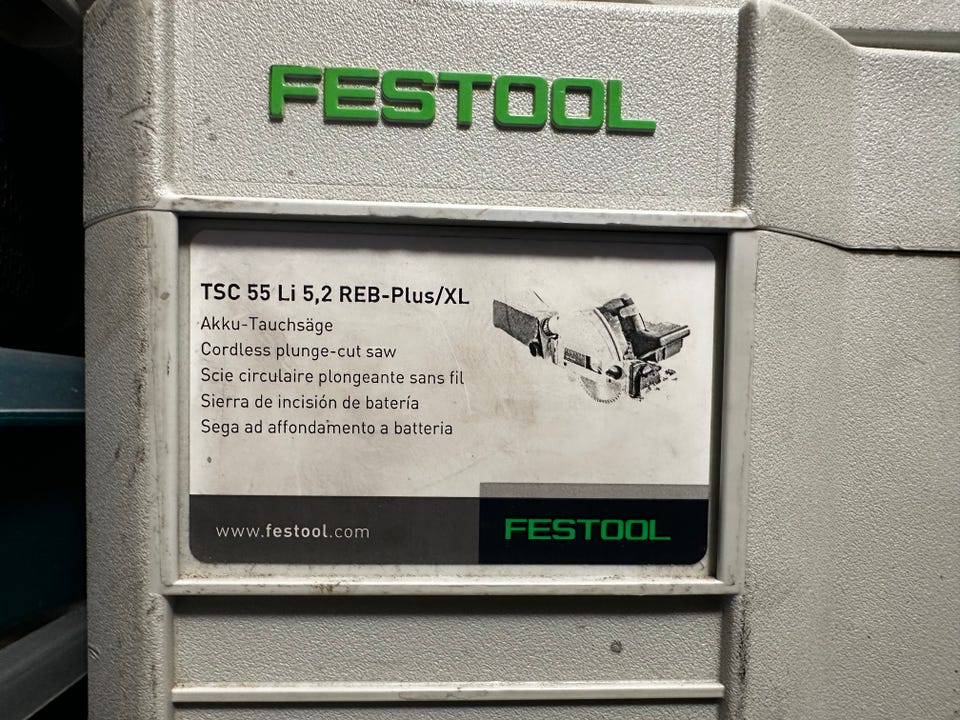 FESTOOL
TSC 55 Li 5,2 REB-Plus/XL
Akku-Tauchsäge
Cordless plunge-cut saw
Scie circulaire plongeante sans fil
Sierra de incisión de batería
Sega ad affondamento a batteria
www.festool.com
FESTOOL